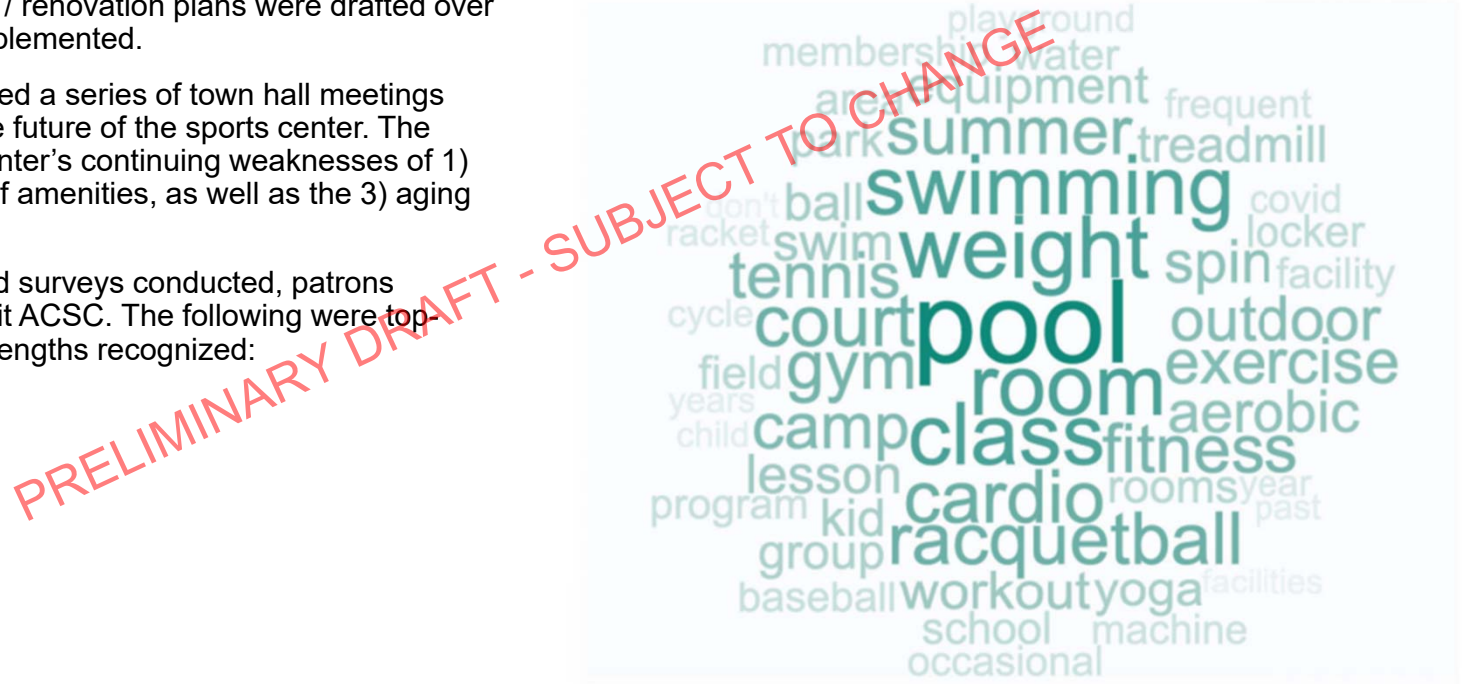 / renovation plans were drafted over
plemented.
ed a series of town hall meetings
e future of the sports center. The
nter's continuing weaknesses of 1)
f amenities, as well as the 3) aging
d surveys conducted, patrons
it ACSC. The following were top-
engths recognized:
PRELIMINARY DRAFT - SUBJECT TO CHANGE
playground
membership water
area equipment frequent
park summer treadmill
don't ball swimming covid
racket swim weight locker
tennis spin facility
cycle court pool outdoor
field gym room exercise
years aerobic
child camp class fitness
lesson cardio rooms year
program kid past
group racquetball
baseball workout yoga facilities
school machine
occasional